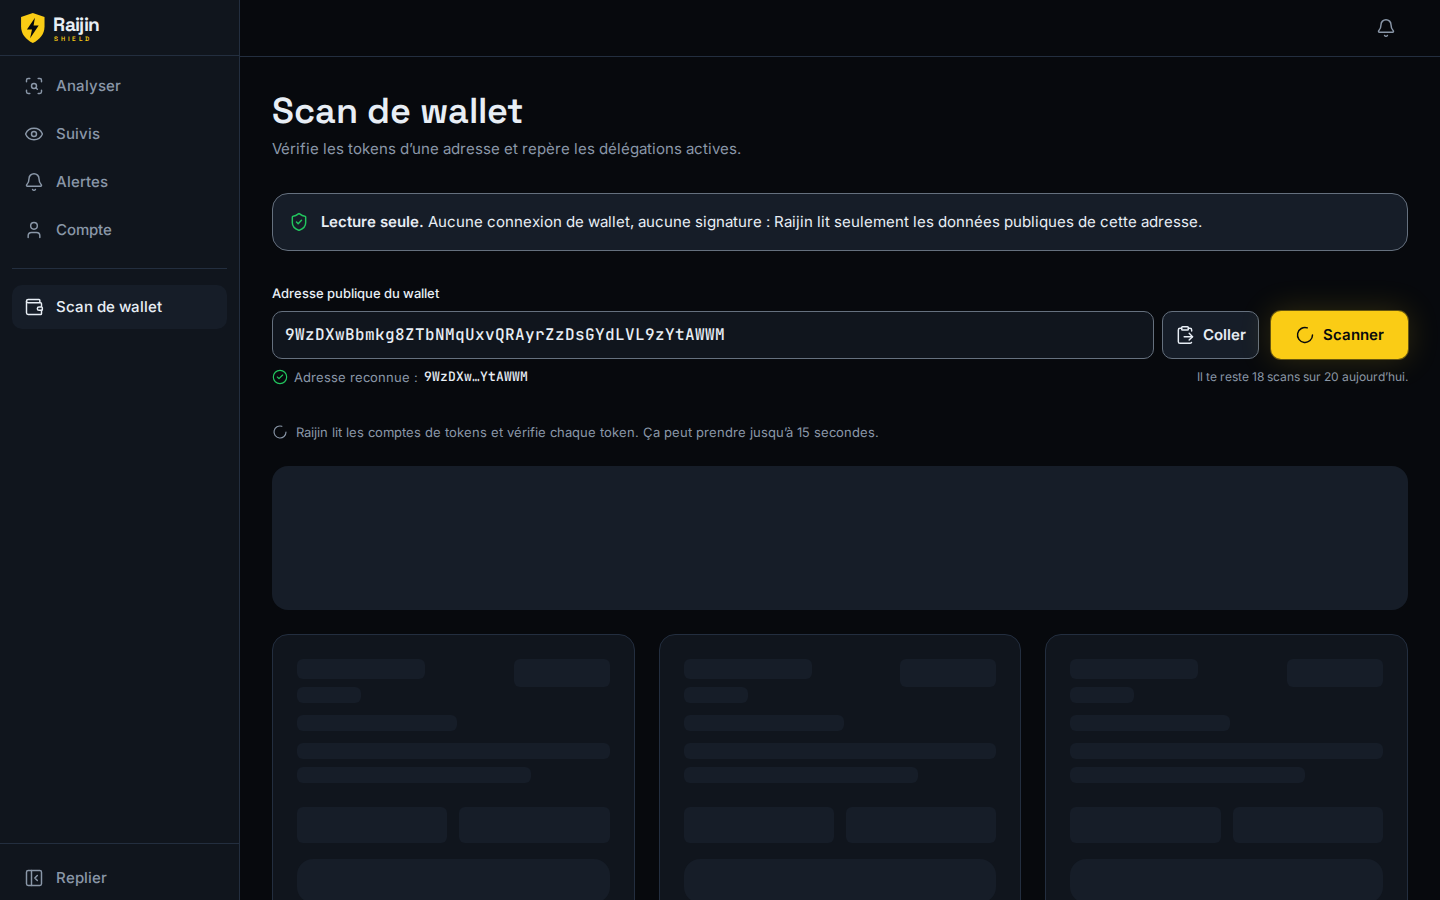 Raijin
SHIELD
Analyser
Suivis
Alertes
Compte
Scan de wallet
Replier
Scan de wallet
Vérifie les tokens d’une adresse et repère les délégations actives.
Lecture seule. Aucune connexion de wallet, aucune signature : Raijin lit seulement les données publiques de cette adresse.
Adresse publique du wallet
9WzDXwBbmkg8ZTbNMqUxvQRAyrZzDsGYdLVL9zYtAWWM
Coller
Scanner
Adresse reconnue : 9WzDXw…YtAWWM
Il te reste 18 scans sur 20 aujourd’hui.
Raijin lit les comptes de tokens et vérifie chaque token. Ça peut prendre jusqu’à 15 secondes.